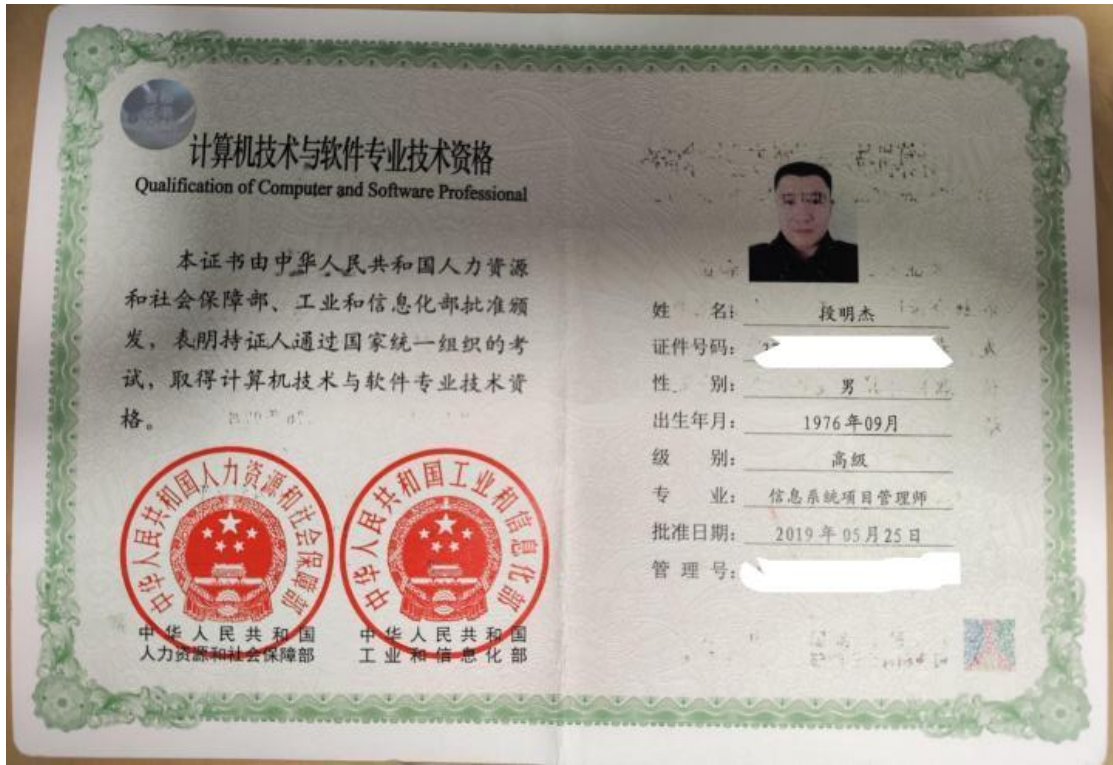 计算机技术与软件专业技术资格
Qualification of Computer and Software Professional
本证书由中华人民共和国人力资源
和社会保障部、工业和信息化部批准颁
发，表明持证人通过国家统一组织的考
试，取得计算机技术与软件专业技术资
格。
中华人民共和国人力资源和社会保障部
中华人民共和国工业和信息化部
中华人民共和国
人力资源和社会保障部
中华人民共和国
工业和信息化部
姓 名：段明杰
证件号码：
性 别：男
出生年月：1976年09月
级 别：高级
专 业：信息系统项目管理师
批准日期：2019年05月25日
管 理 号：